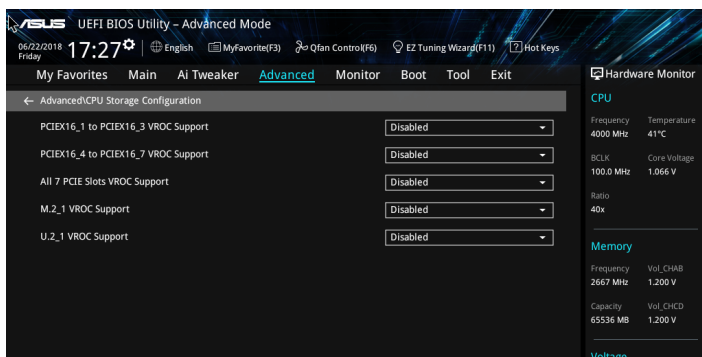 ASUS UEFI BIOS Utility – Advanced Mode
06/22/2018 Friday 17:27 English MyFavorite(F3) Qfan Control(F6) EZ Tuning Wizard(F11) Hot Keys
My Favorites Main Ai Tweaker Advanced Monitor Boot Tool Exit
Advanced\CPU Storage Configuration
PCIEX16_1 to PCIEX16_3 VROC Support Disabled
PCIEX16_4 to PCIEX16_7 VROC Support Disabled
All 7 PCIE Slots VROC Support Disabled
M.2_1 VROC Support Disabled
U.2_1 VROC Support Disabled
Hardware Monitor
CPU
Frequency Temperature
4000 MHz 41°C
BCLK Core Voltage
100.0 MHz 1.066 V
Ratio
40x
Memory
Frequency Vol_CHAB
2667 MHz 1.200 V
Capacity Vol_CHCD
65536 MB 1.200 V
Voltage